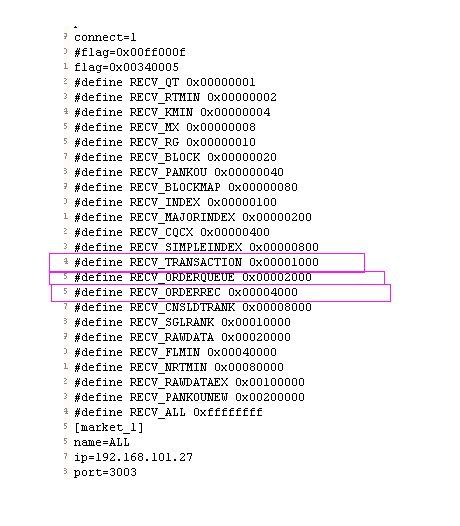 connect=1
#flag=0x00ff000f
flag=0x00340005
#define RECV_QT 0x00000001
#define RECV_RTMIN 0x00000002
#define RECV_KMIN 0x00000004
#define RECV_MX 0x00000008
#define RECV_RG 0x00000010
#define RECV_BLOCK 0x00000020
#define RECV_PANKOU 0x00000040
#define RECV_BLOCKMAP 0x00000080
#define RECV_INDEX 0x00000100
#define RECV_MAJORINDEX 0x00000200
#define RECV_CQCX 0x00000400
#define RECV_SIMPLEINDEX 0x00000800
#define RECV_TRANSACTION 0x00001000
#define RECV_ORDERQUEUE 0x00002000
#define RECV_ORDERREC 0x00004000
#define RECV_CNSLDTRANK 0x00008000
#define RECV_SGLRANK 0x00010000
#define RECV_RAWDATA 0x00020000
#define RECV_FLMIN 0x00040000
#define RECV_NRTMIN 0x00080000
#define RECV_RAWDATAEX 0x00100000
#define RECV_PANKOUNEW 0x00200000
#define RECV_ALL 0xffffffff
[market_1]
name=ALL
ip=192.168.101.27
port=3003